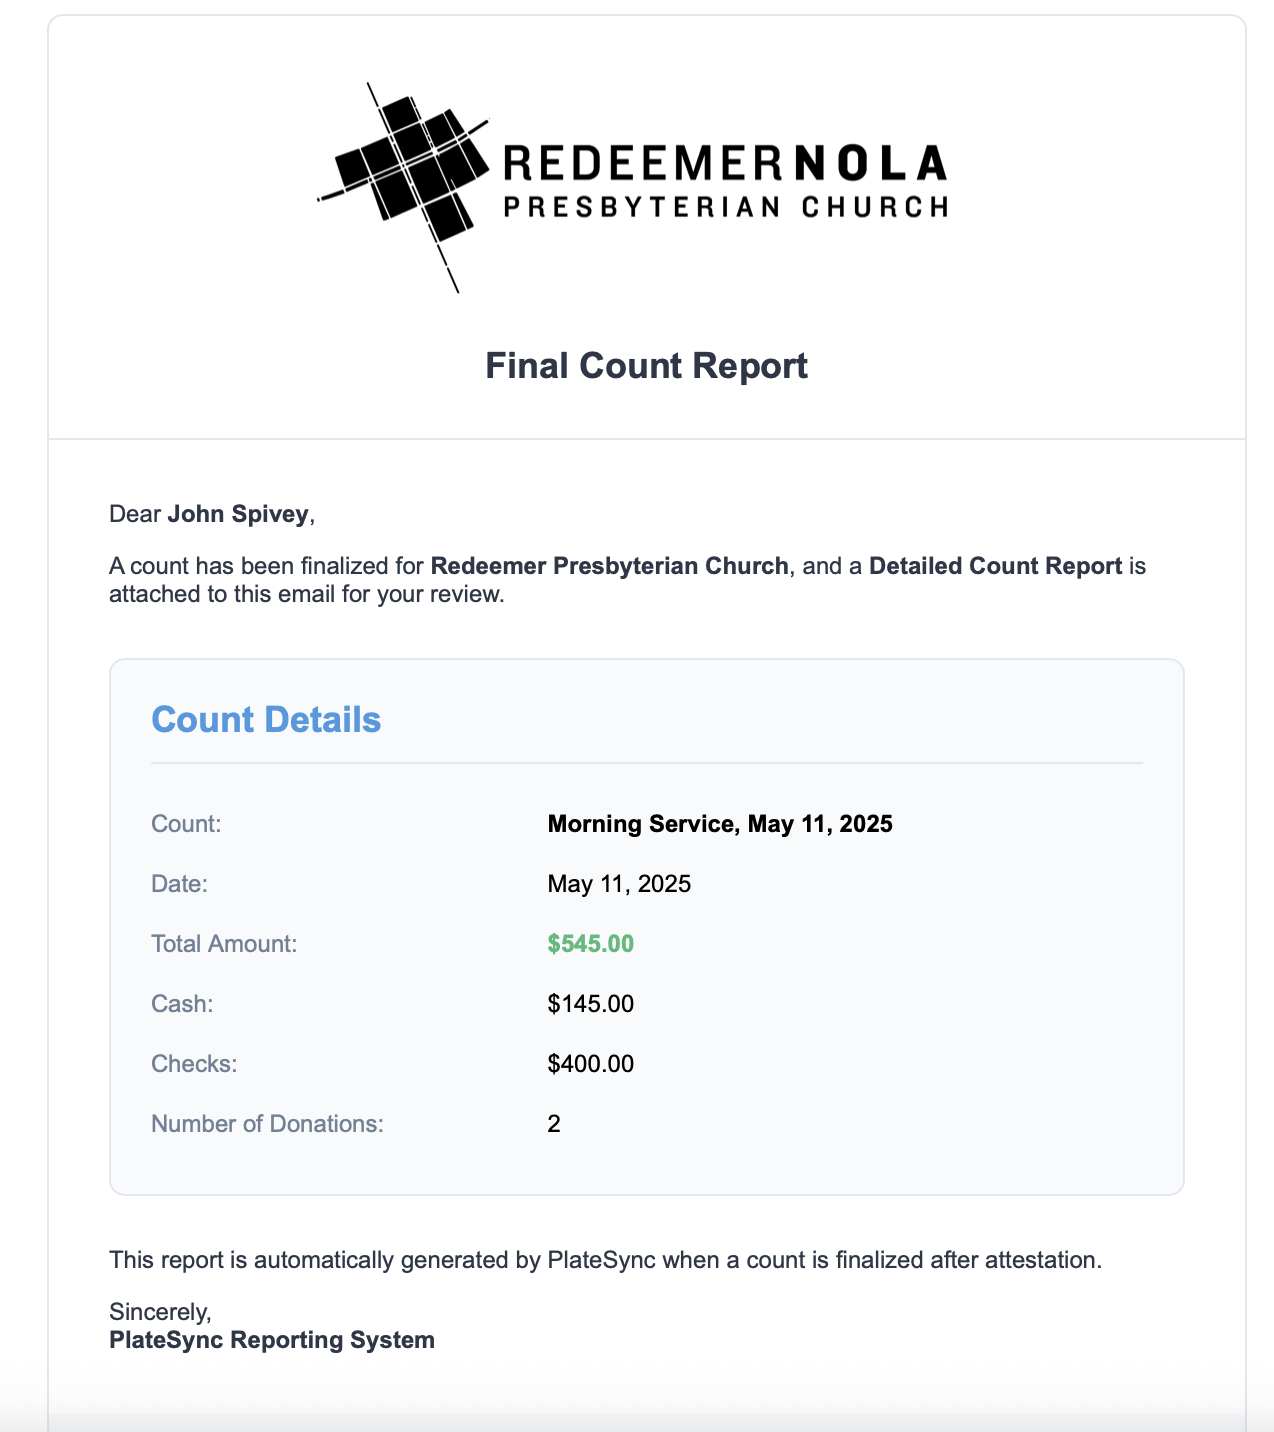 REDEEMERNOLA
PRESBYTERIAN CHURCH
Final Count Report
Dear John Spivey,
A count has been finalized for Redeemer Presbyterian Church, and a Detailed Count Report is
attached to this email for your review.
Count Details
Count: Morning Service, May 11, 2025
Date: May 11, 2025
Total Amount: $545.00
Cash: $145.00
Checks: $400.00
Number of Donations: 2
This report is automatically generated by PlateSync when a count is finalized after attestation.
Sincerely,
PlateSync Reporting System